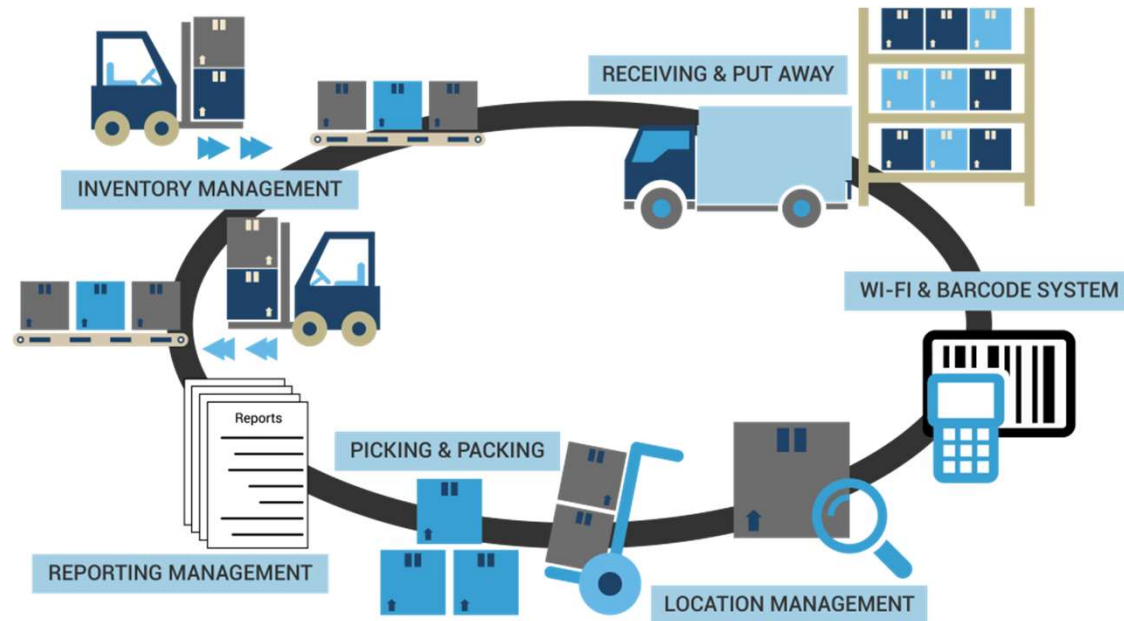 RECEIVING & PUT AWAY
INVENTORY MANAGEMENT
WI-FI & BARCODE SYSTEM
Reports
PICKING & PACKING
REPORTING MANAGEMENT
LOCATION MANAGEMENT